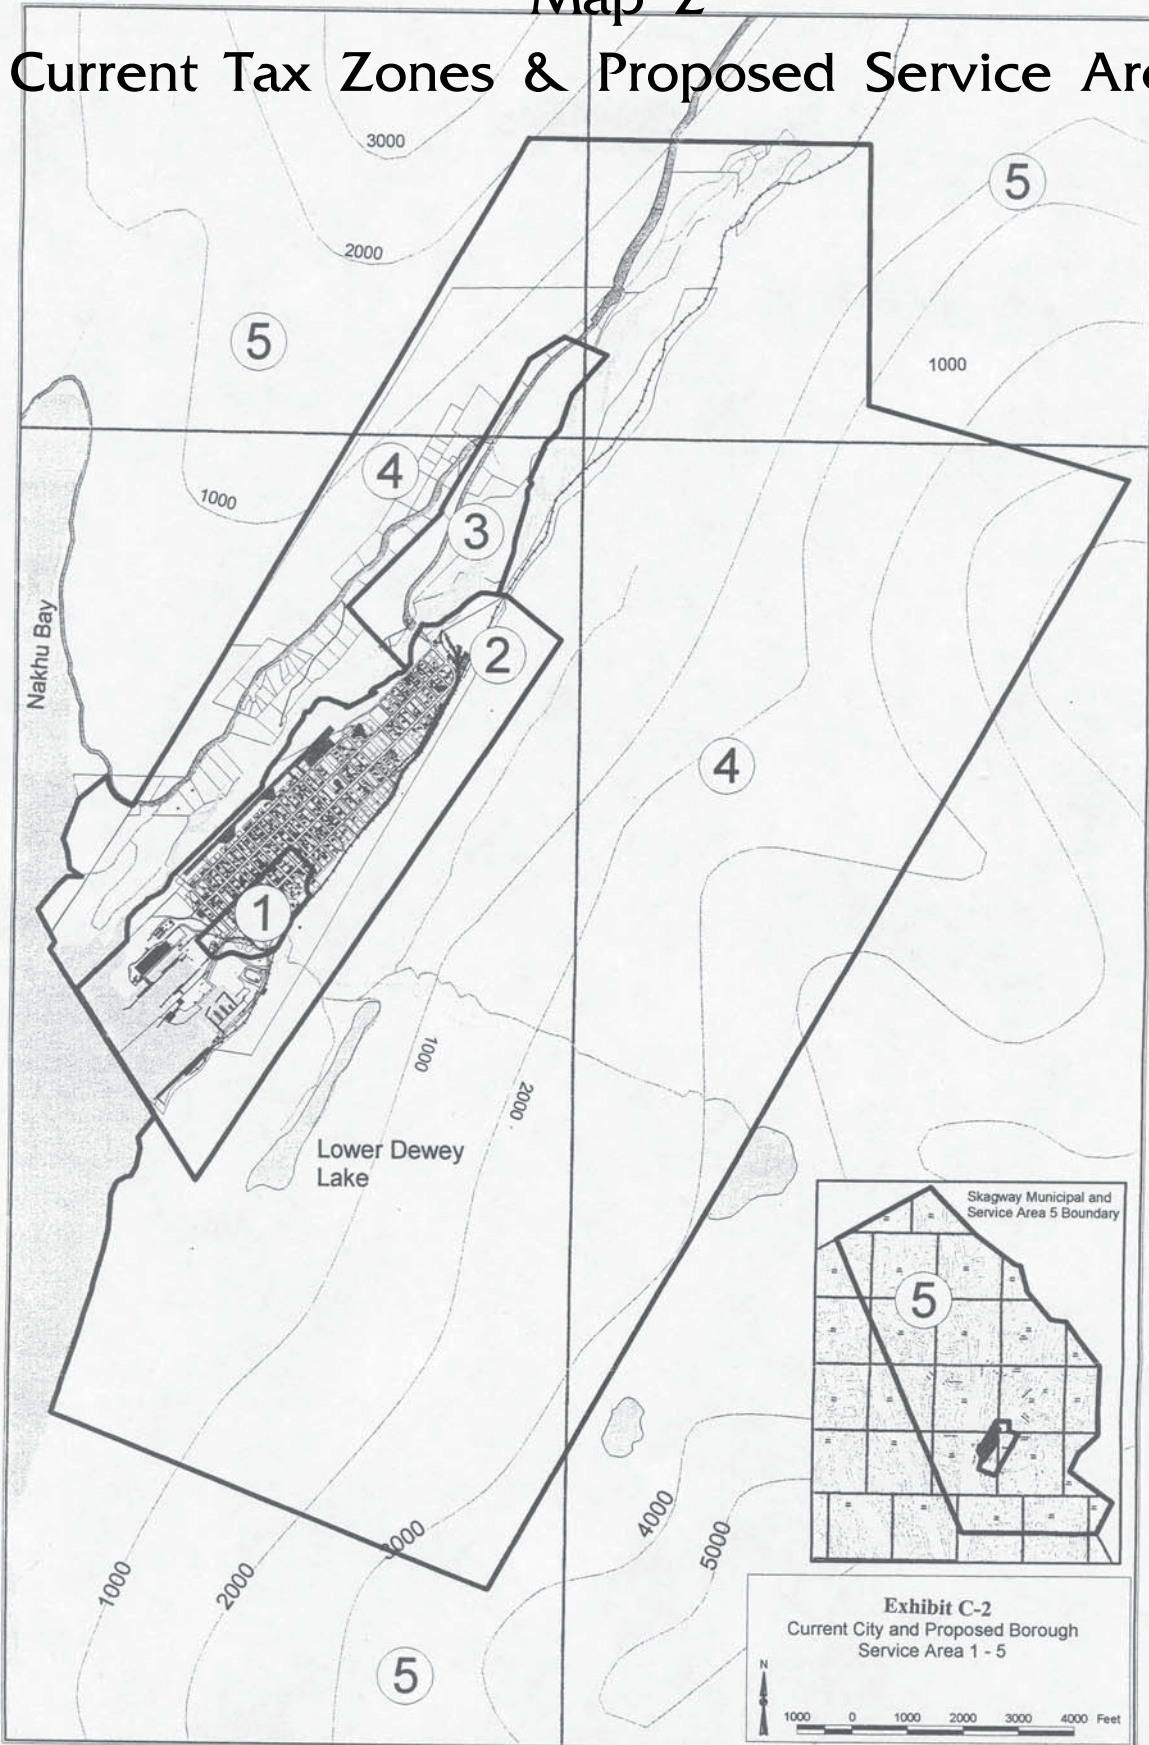 Map 2
Current Tax Zones & Proposed Service Are
3000
5
2000
5
1000
4
1000
3
Nakhu Bay
2
4
1
1000
2000
Lower Dewey
Lake
Skagway Municipal and
Service Area 5 Boundary
5
3000
4000
5000
1000
2000
Exhibit C-2
Current City and Proposed Borough
Service Area 1 - 5
5
N
1000 0 1000 2000 3000 4000 Feet